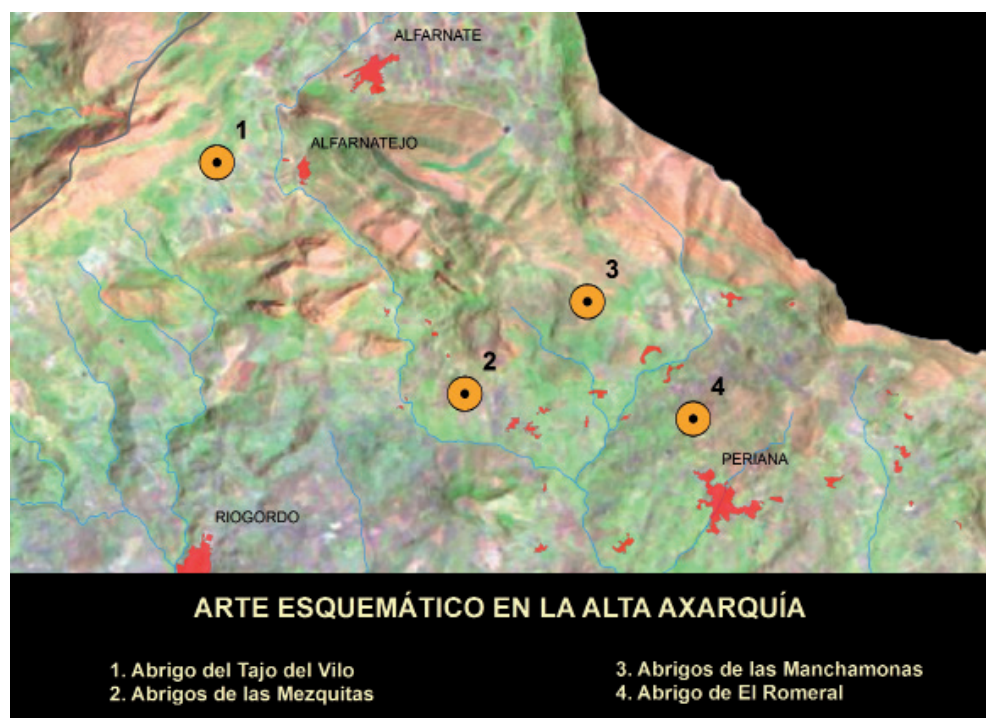 ALFARNATE
1
ALFARNATEJO
3
2
4
PERIANA
RIOGORDO
ARTE ESQUEMÁTICO EN LA ALTA AXARQUÍA
1. Abrigo del Tajo del Vilo
2. Abrigos de las Mezquitas
3. Abrigos de las Manchamonas
4. Abrigo de El Romeral